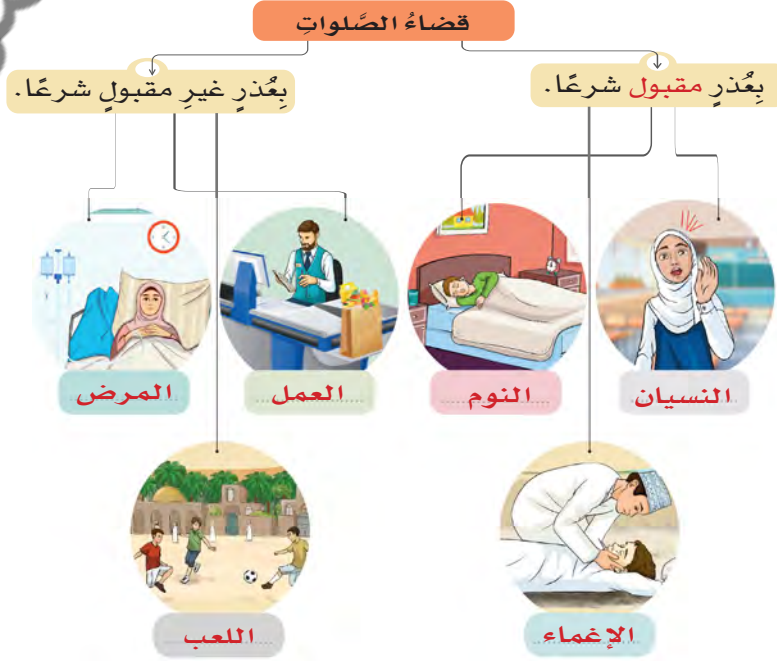 قضاءُ الصَّلواتِ
بِعُذرٍ مقبول شرعًا.
بِعُذرٍ غيرِ مقبولٍ شرعًا.
النسيان
النوم
العمل
المرض
الإغماء
اللعب